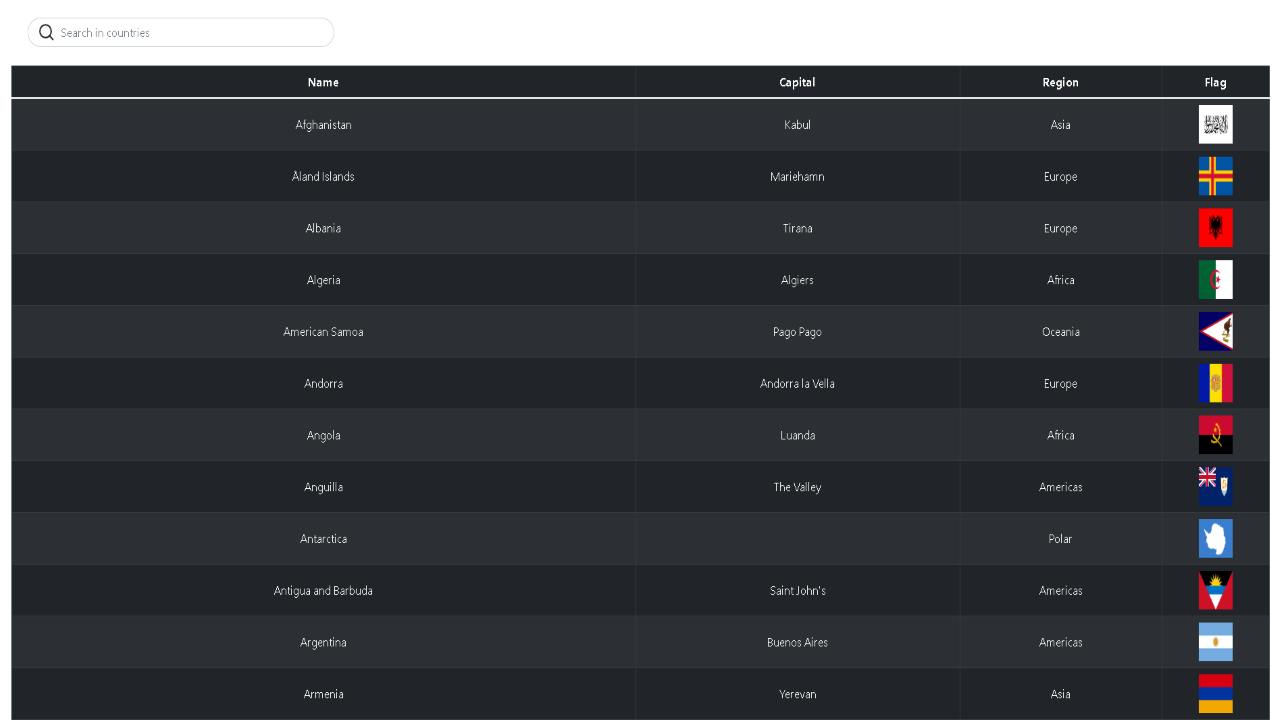 Search in countries
Name Capital Region Flag
Afghanistan Kabul Asia
Åland Islands Mariehamn Europe
Albania Tirana Europe
Algeria Algiers Africa
American Samoa Pago Pago Oceania
Andorra Andorra la Vella Europe
Angola Luanda Africa
Anguilla The Valley Americas
Antarctica Polar
Antigua and Barbuda Saint John's Americas
Argentina Buenos Aires Americas
Armenia Yerevan Asia